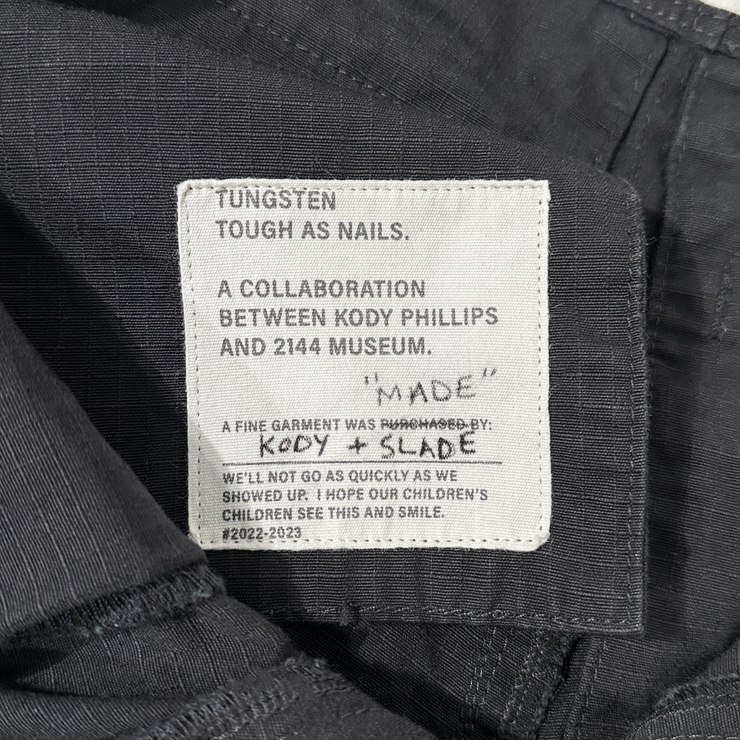 TUNGSTEN
TOUGH AS NAILS.
A COLLABORATION
BETWEEN KODY PHILLIPS
AND 2144 MUSEUM.
"MADE"
A FINE GARMENT WAS PURCHASED BY:
KODY + SLADE
WE'LL NOT GO AS QUICKLY AS WE
SHOWED UP. I HOPE OUR CHILDREN'S
CHILDREN SEE THIS AND SMILE.
#2022-2023